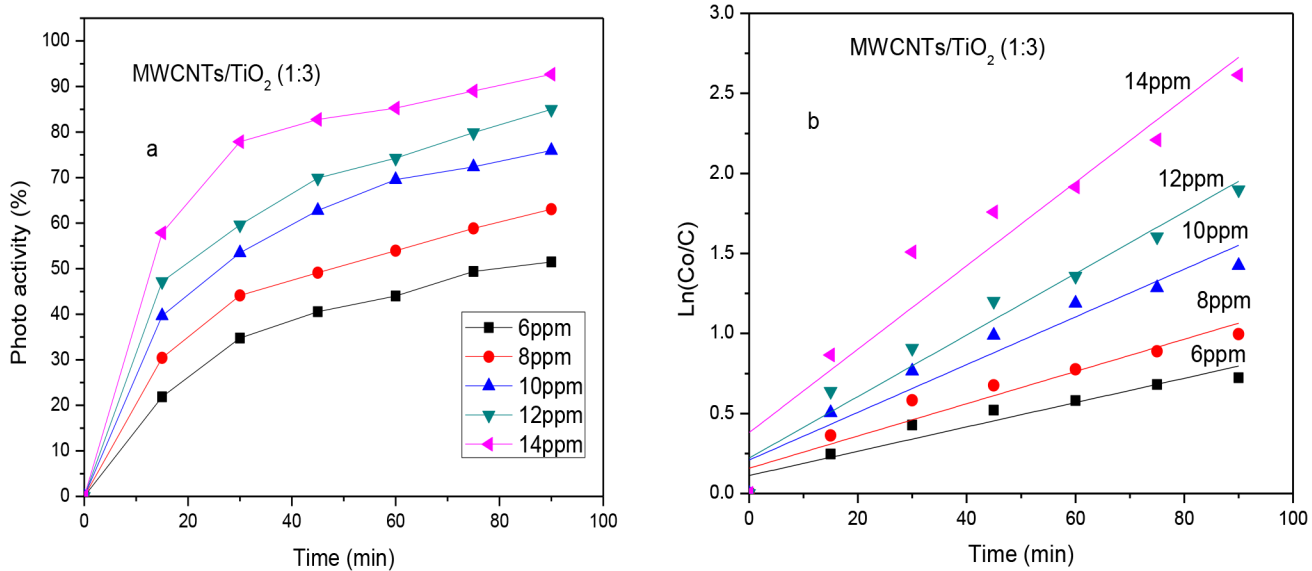 MWCNTs/TiO2 (1:3)
a
Photo activity (%)
100
90
80
70
60
50
40
30
20
10
0
0
20
40
60
80
100
Time (min)
6ppm
8ppm
10ppm
12ppm
14ppm
MWCNTs/TiO2 (1:3)
b
Ln(Co/C)
3.0
2.5
2.0
1.5
1.0
0.5
0.0
0
20
40
60
80
100
Time (min)
14ppm
12ppm
10ppm
8ppm
6ppm